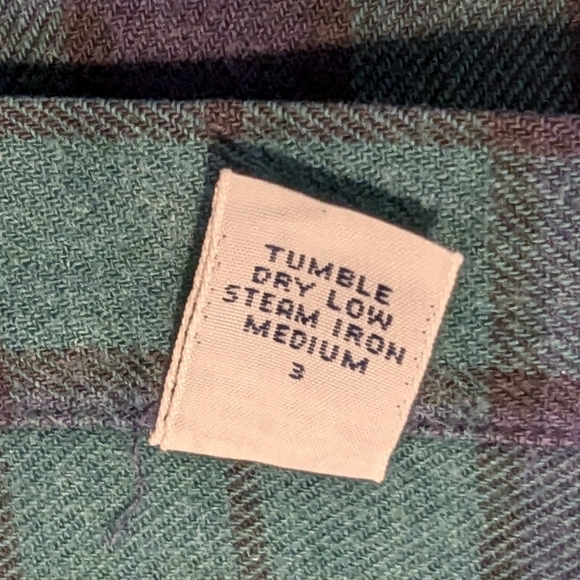 TUMBLE
DRY LOW
STEAM IRON
MEDIUM
3